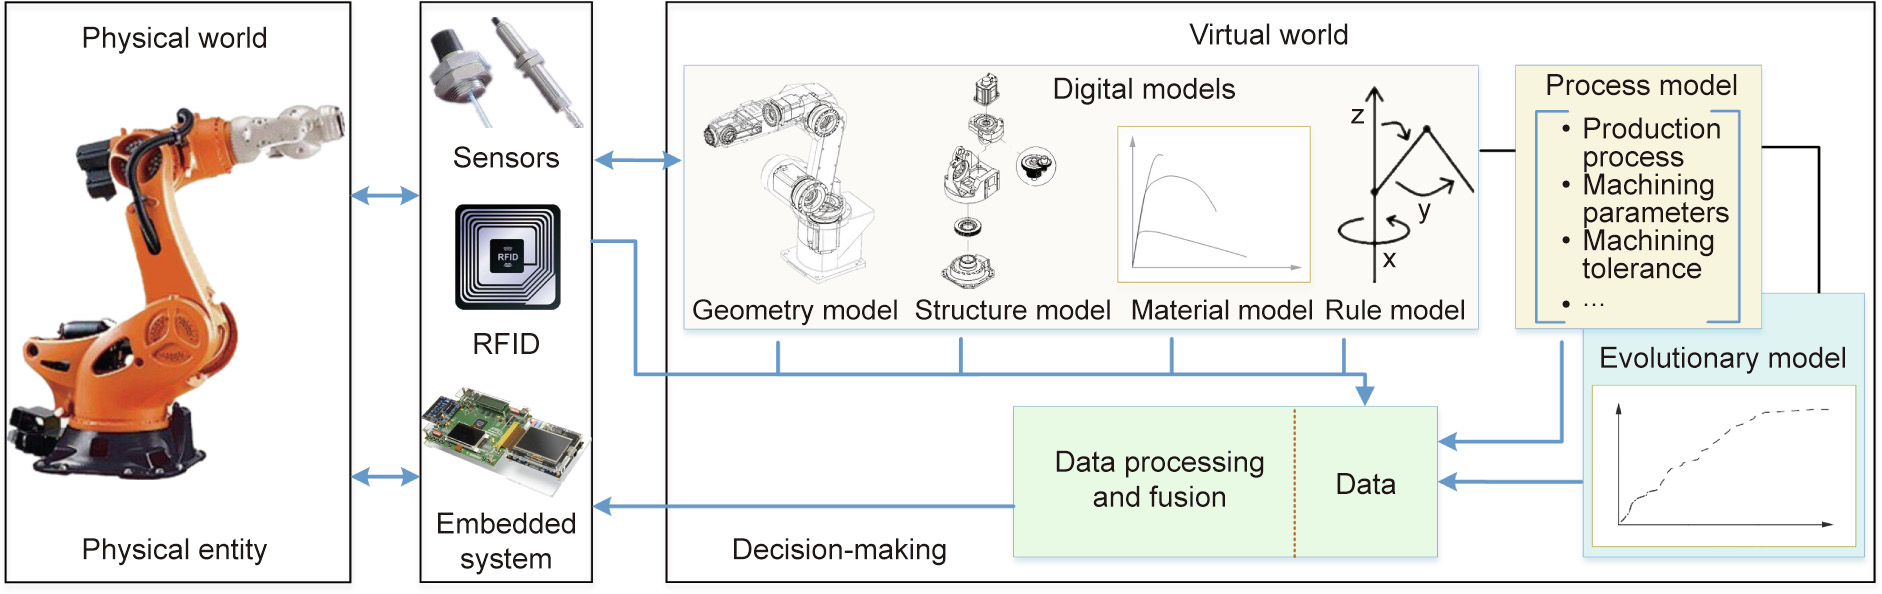 Physical world
Physical entity
Sensors
RFID
RFID
Embedded
system
Virtual world
Digital models
Geometry model
Structure model
Material model
z
y
x
Rule model
Process model
• Production
process
• Machining
parameters
• Machining
tolerance
• ...
Evolutionary model
Data processing
and fusion
Data
Decision-making